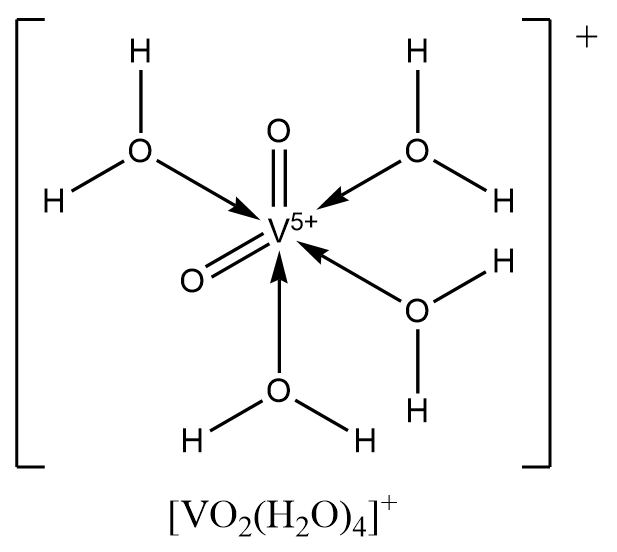 H H +
O O O
H H
V⁵⁺
O H
O
O
H H H
[VO₂(H₂O)₄]⁺